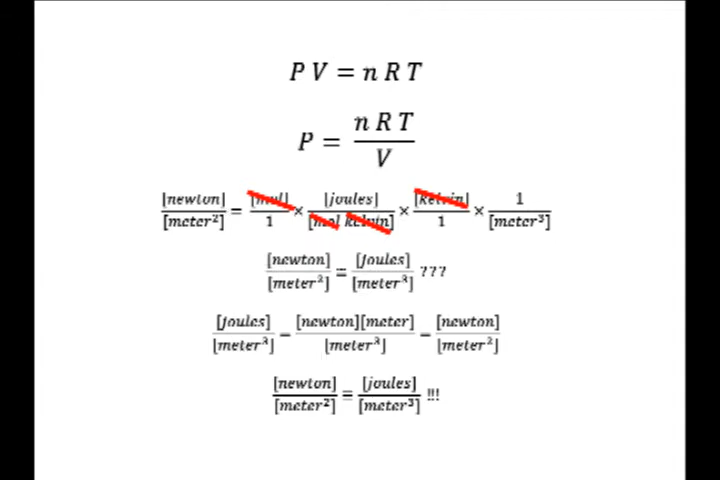 P V = n R T
P = n R T / V
[newton]/[meter²] = [mol]/1 × [joules]/[mol kelvin] × [kelvin]/1 × 1/[meter³]
[newton]/[meter²] = [joules]/[meter³] ???
[joules]/[meter³] = [newton][meter]/[meter³] = [newton]/[meter²]
[newton]/[meter²] = [joules]/[meter³] !!!